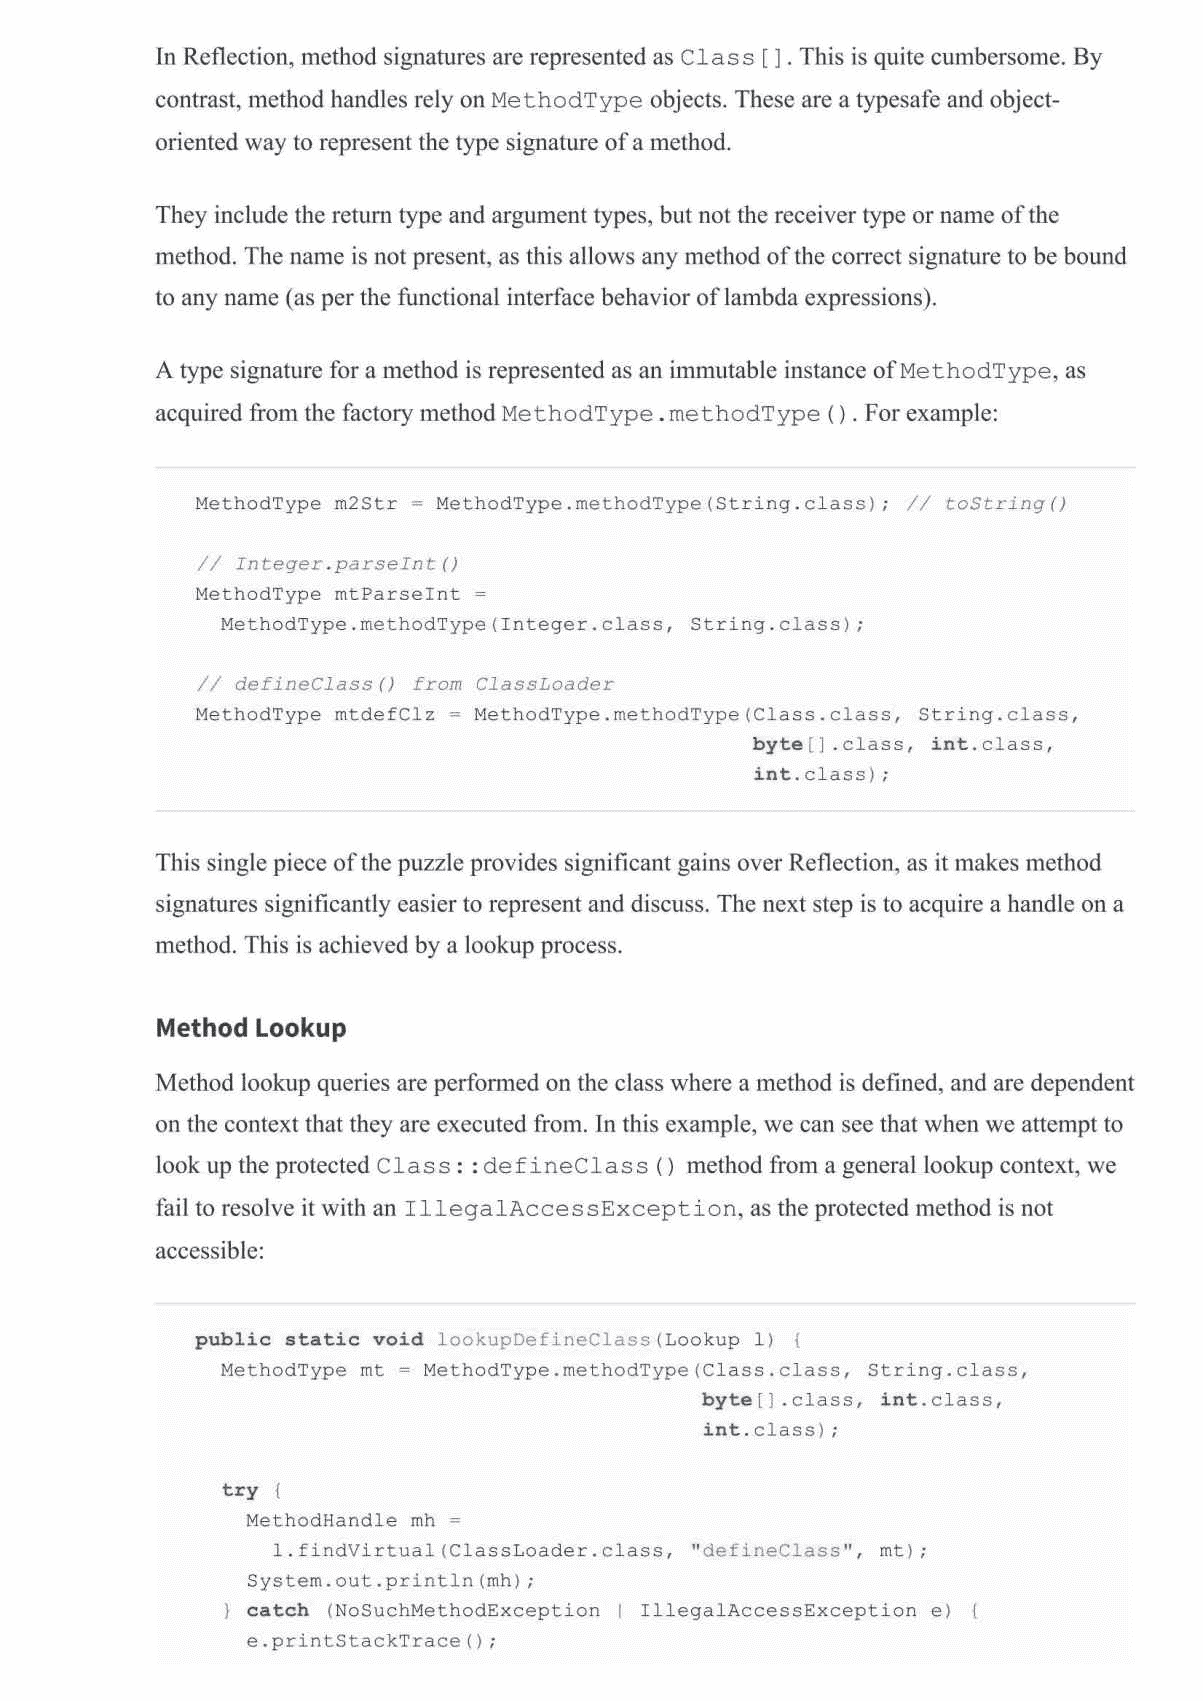 In Reflection, method signatures are represented as Class[]. This is quite cumbersome. By
contrast, method handles rely on MethodType objects. These are a typesafe and object-
oriented way to represent the type signature of a method.
They include the return type and argument types, but not the receiver type or name of the
method. The name is not present, as this allows any method of the correct signature to be bound
to any name (as per the functional interface behavior of lambda expressions).
A type signature for a method is represented as an immutable instance of MethodType, as
acquired from the factory method MethodType.methodType(). For example:
MethodType m2Str = MethodType.methodType(String.class); // toString()
// Integer.parseInt()
MethodType mtParseInt =
MethodType.methodType(Integer.class, String.class);
// defineClass() from ClassLoader
MethodType mtdefClz = MethodType.methodType(Class.class, String.class,
byte[].class, int.class,
int.class);
This single piece of the puzzle provides significant gains over Reflection, as it makes method
signatures significantly easier to represent and discuss. The next step is to acquire a handle on a
method. This is achieved by a lookup process.
Method Lookup
Method lookup queries are performed on the class where a method is defined, and are dependent
on the context that they are executed from. In this example, we can see that when we attempt to
look up the protected Class::defineClass() method from a general lookup context, we
fail to resolve it with an IllegalAccessException, as the protected method is not
accessible:
public static void lookupDefineClass(Lookup l) {
MethodType mt = MethodType.methodType(Class.class, String.class,
byte[].class, int.class,
int.class);
try {
MethodHandle mh =
l.findVirtual(ClassLoader.class, "defineClass", mt);
System.out.println(mh);
} catch (NoSuchMethodException | IllegalAccessException e) {
e.printStackTrace();